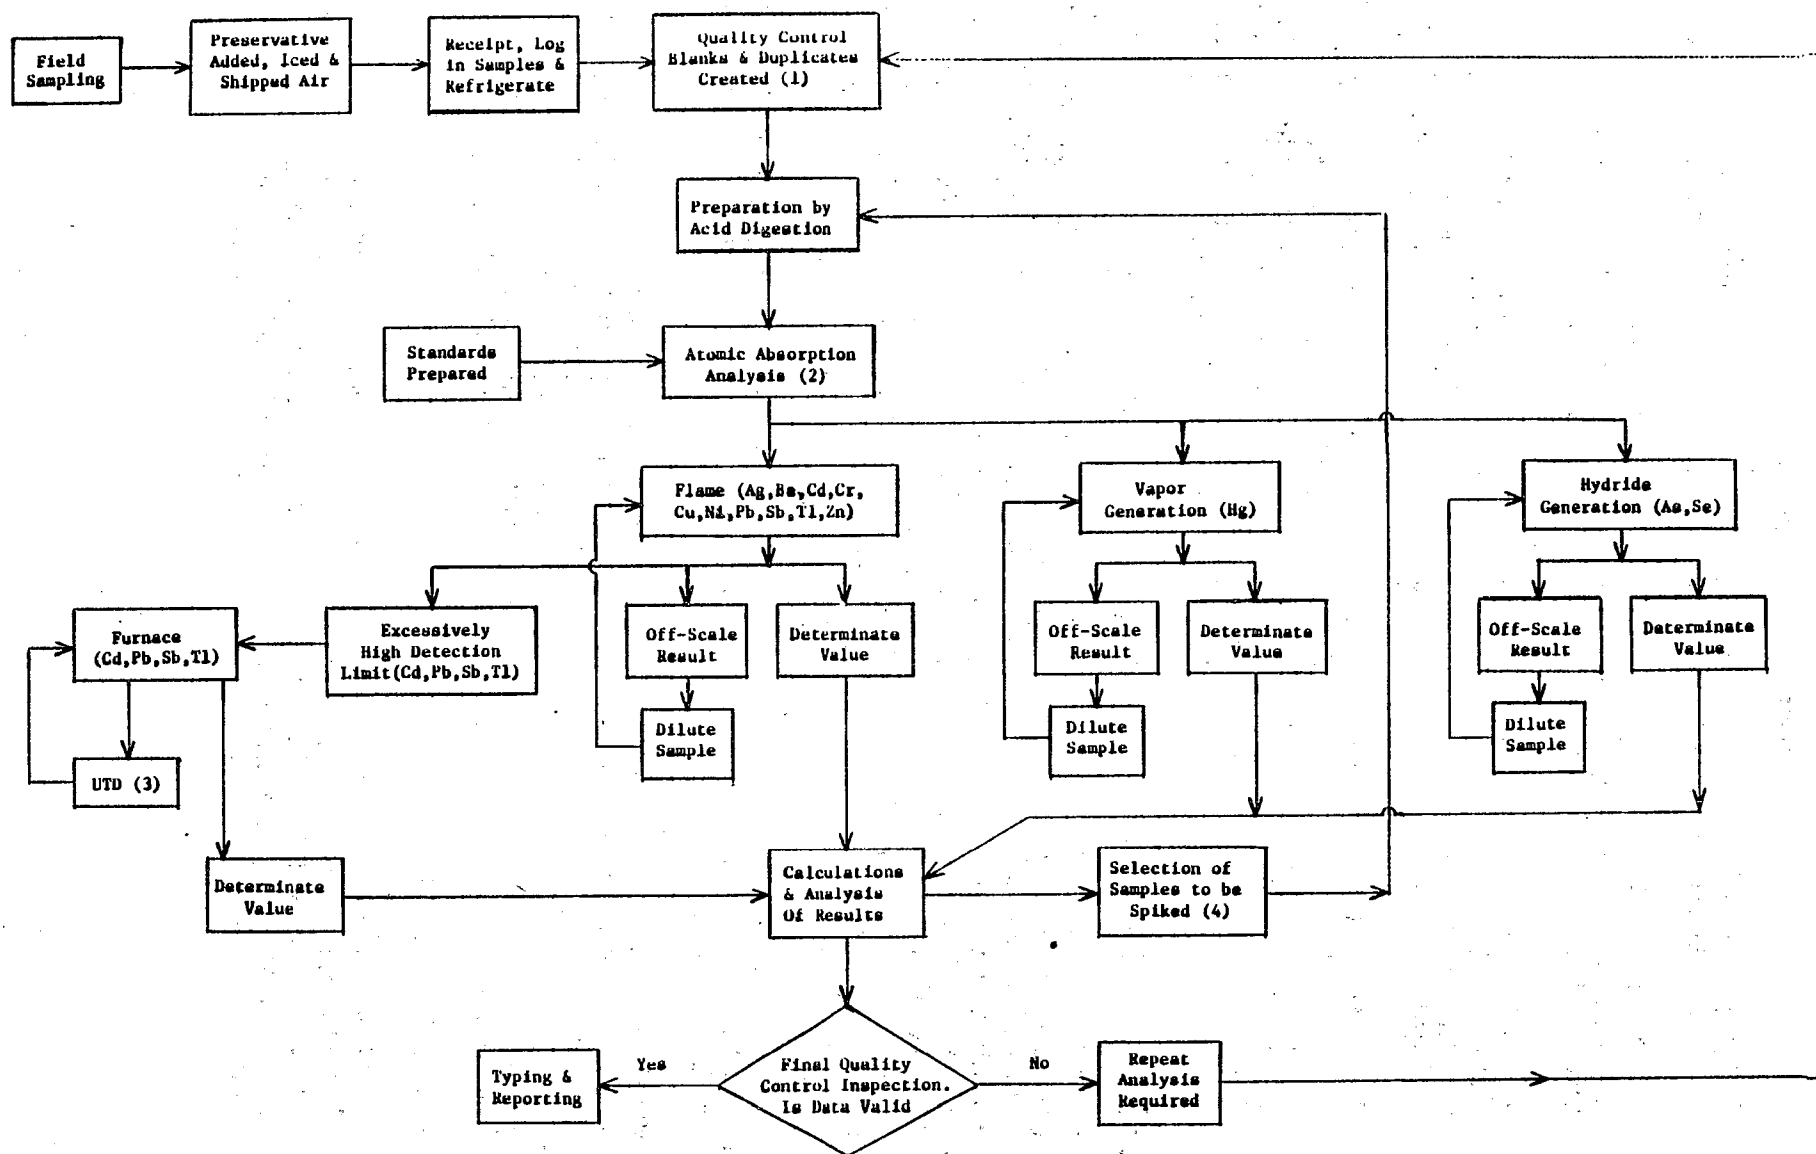 Field
Sampling
Preservative
Added, Iced &
Shipped Air
Receipt, Log
in Samples &
Refrigerate
Quality Control
Blanks & Duplicates
Created (1)
Preparation by
Acid Digestion
Standards
Prepared
Atomic Absorption
Analysis (2)
Flame (Ag,Be,Cd,Cr,
Cu,Ni,Pb,Sb,Tl,Zn)
Vapor
Generation (Hg)
Hydride
Generation (As,Se)
Furnace
(Cd,Pb,Sb,Tl)
Excessively
High Detection
Limit(Cd,Pb,Sb,Tl)
Off-Scale
Result
Determinate
Value
Off-Scale
Result
Determinate
Value
Off-Scale
Result
Determinate
Value
UTD (3)
Dilute
Sample
Dilute
Sample
Dilute
Sample
Determinate
Value
Calculations
& Analysis
Of Results
Selection of
Samples to be
Spiked (4)
Typing &
Reporting
Yes
Final Quality
Control Inspection.
Is Data Valid
No
Repeat
Analysis
Required